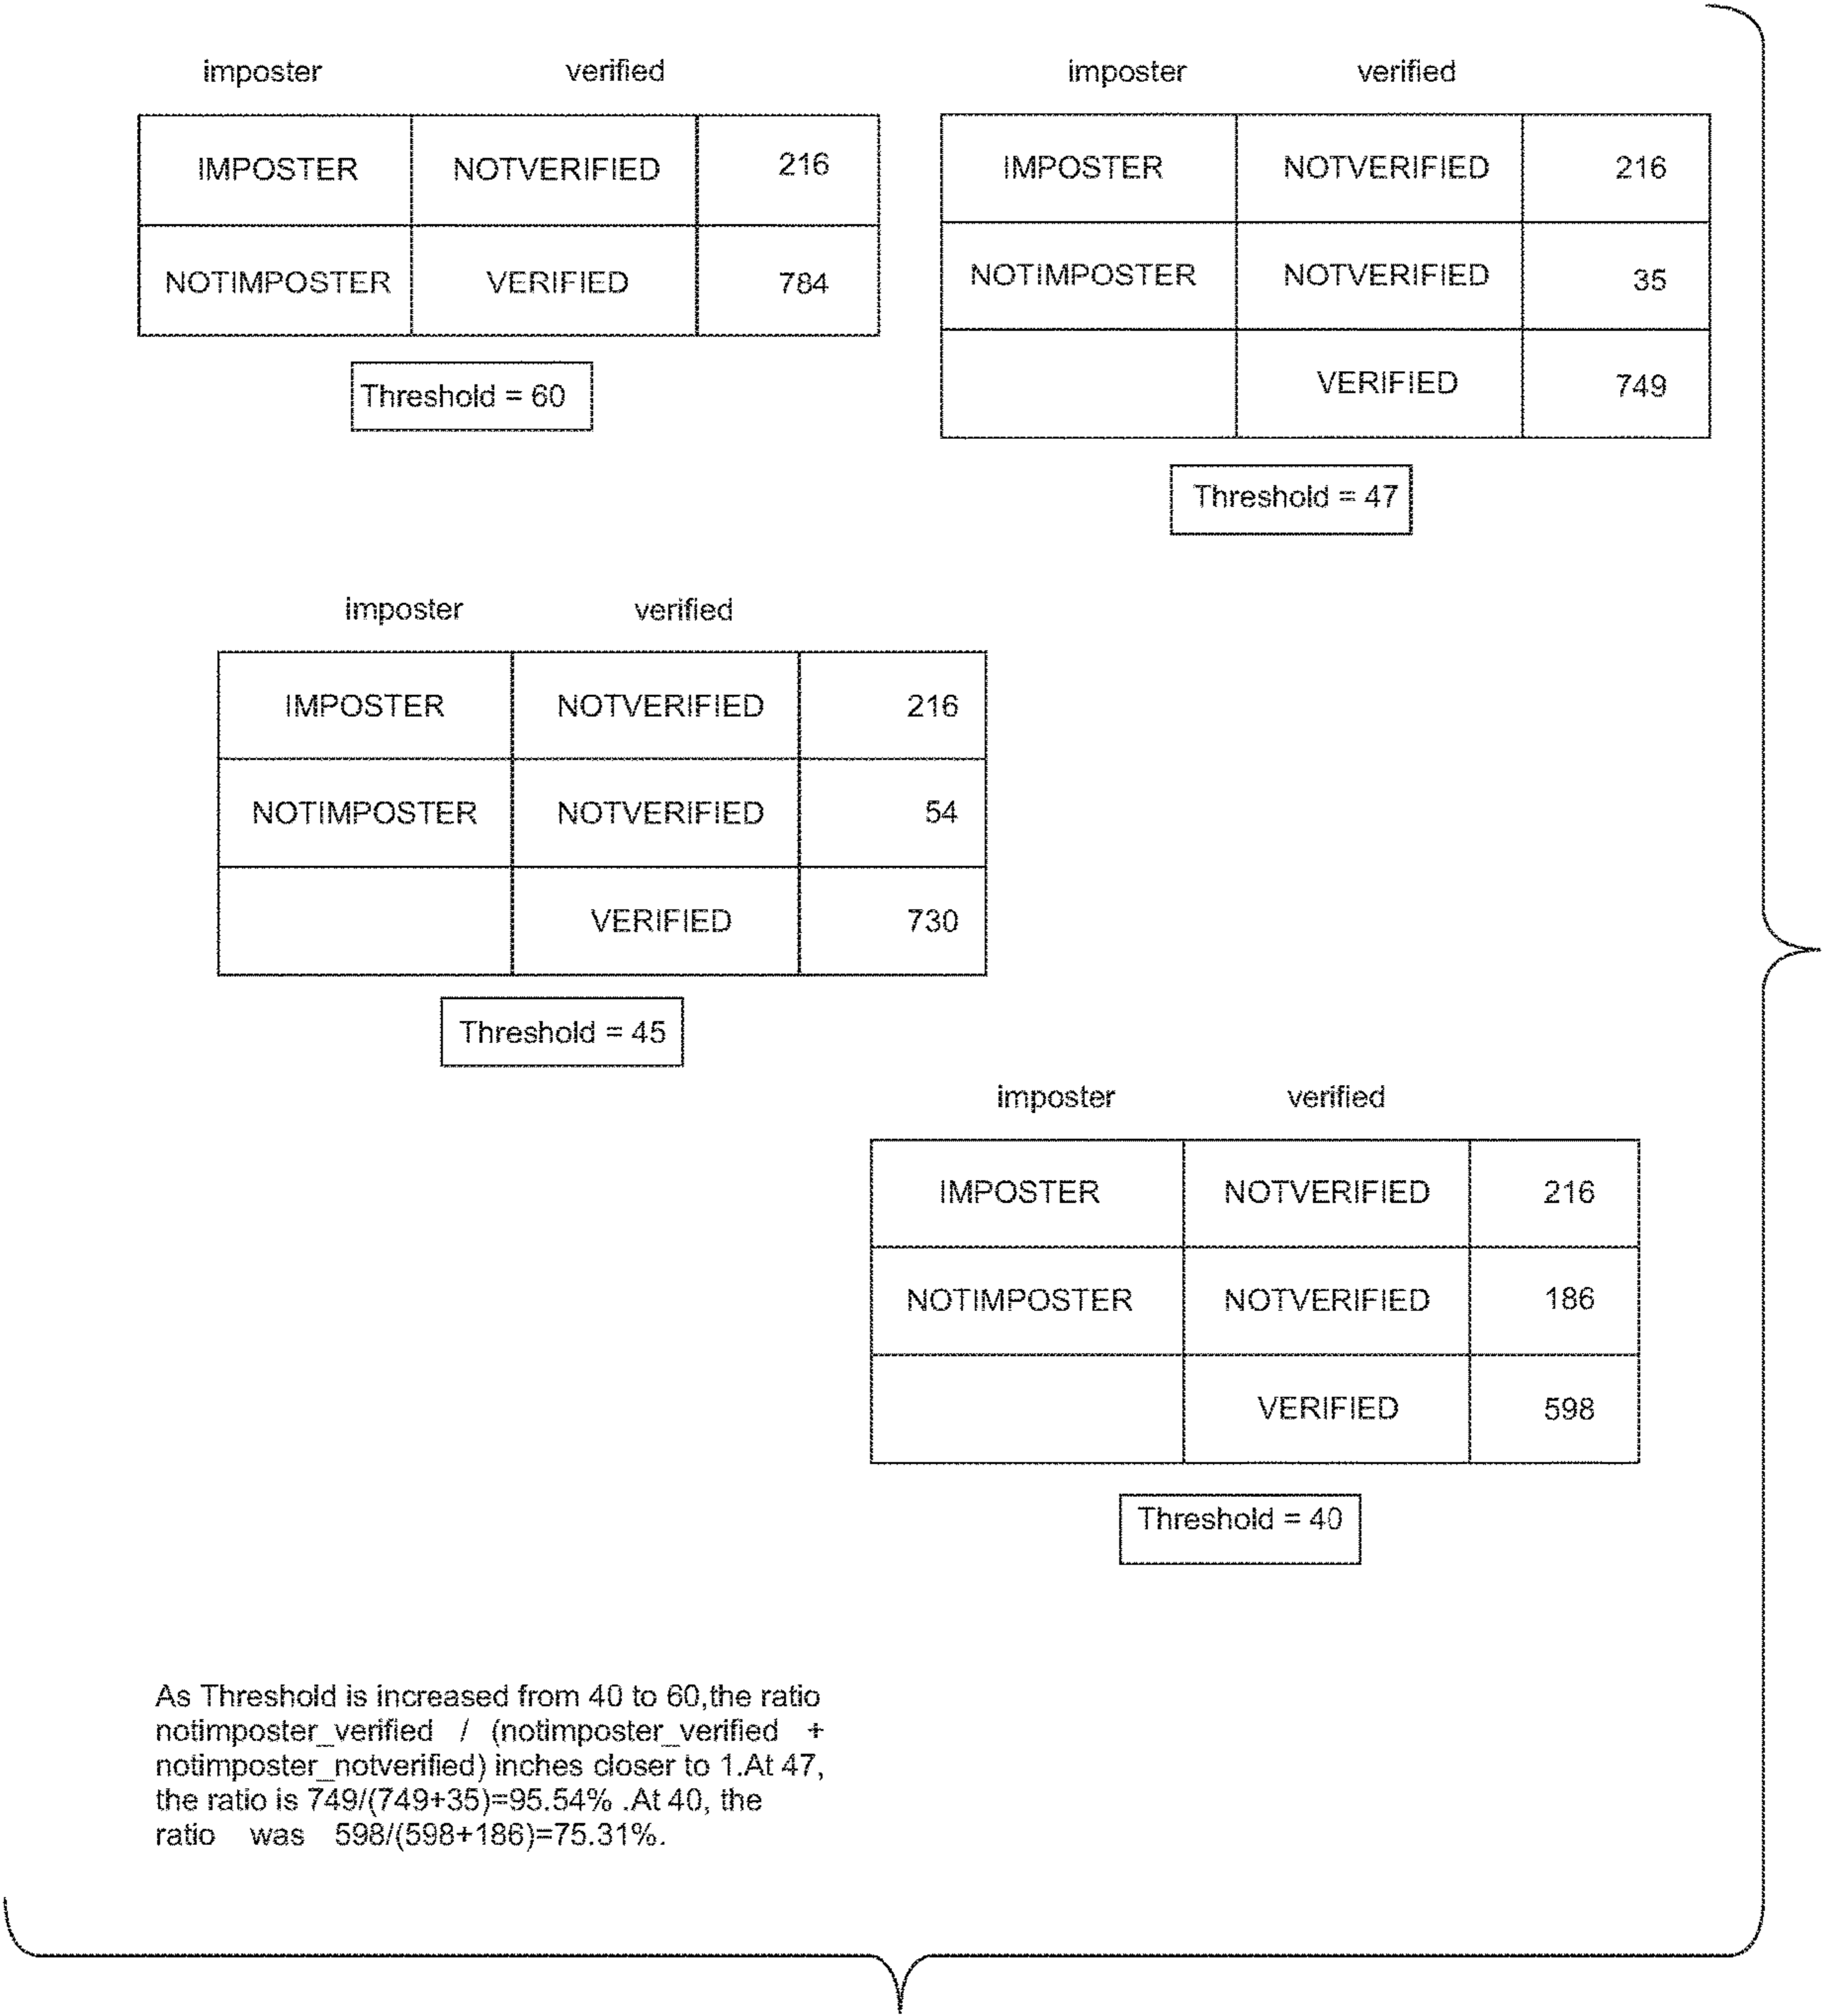 imposter verified
IMPOSTER NOTVERIFIED 216
NOTIMPOSTER VERIFIED 784
Threshold = 60
imposter verified
IMPOSTER NOTVERIFIED 216
NOTIMPOSTER NOTVERIFIED 35
VERIFIED 749
Threshold = 47
imposter verified
IMPOSTER NOTVERIFIED 216
NOTIMPOSTER NOTVERIFIED 54
VERIFIED 730
Threshold = 45
imposter verified
IMPOSTER NOTVERIFIED 216
NOTIMPOSTER NOTVERIFIED 186
VERIFIED 598
Threshold = 40
As Threshold is increased from 40 to 60,the ratio
notimposter_verified / (notimposter_verified +
notimposter_notverified) inches closer to 1.At 47,
the ratio is 749/(749+35)=95.54% .At 40, the
ratio was 598/(598+186)=75.31%.